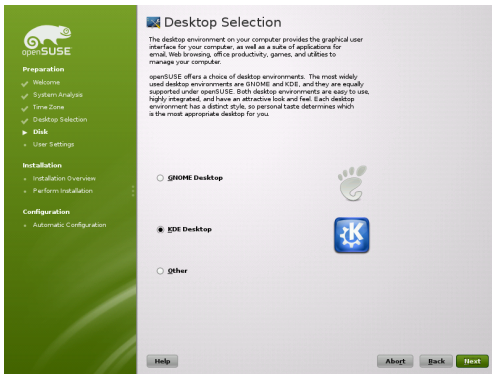 openSUSE
Preparation
Welcome
System Analysis
Time Zone
Desktop Selection
Disk
User Settings
Installation
Installation Overview
Perform Installation
Configuration
Automatic Configuration
Desktop Selection
The desktop environment on your computer provides the graphical user
interface for your computer, as well as a suite of applications for
email, Web browsing, office productivity, games, and utilities to
manage your computer.
openSUSE offers a choice of desktop environments. The most widely
used desktop environments are GNOME and KDE, and they are equally
supported under openSUSE. Both desktop environments are easy to use,
highly integrated, and have an attractive look and feel. Each desktop
environment has a distinct style, so personal taste determines which
is the most appropriate desktop for you.
GNOME Desktop
KDE Desktop
Other
Help
Abort
Back
Next